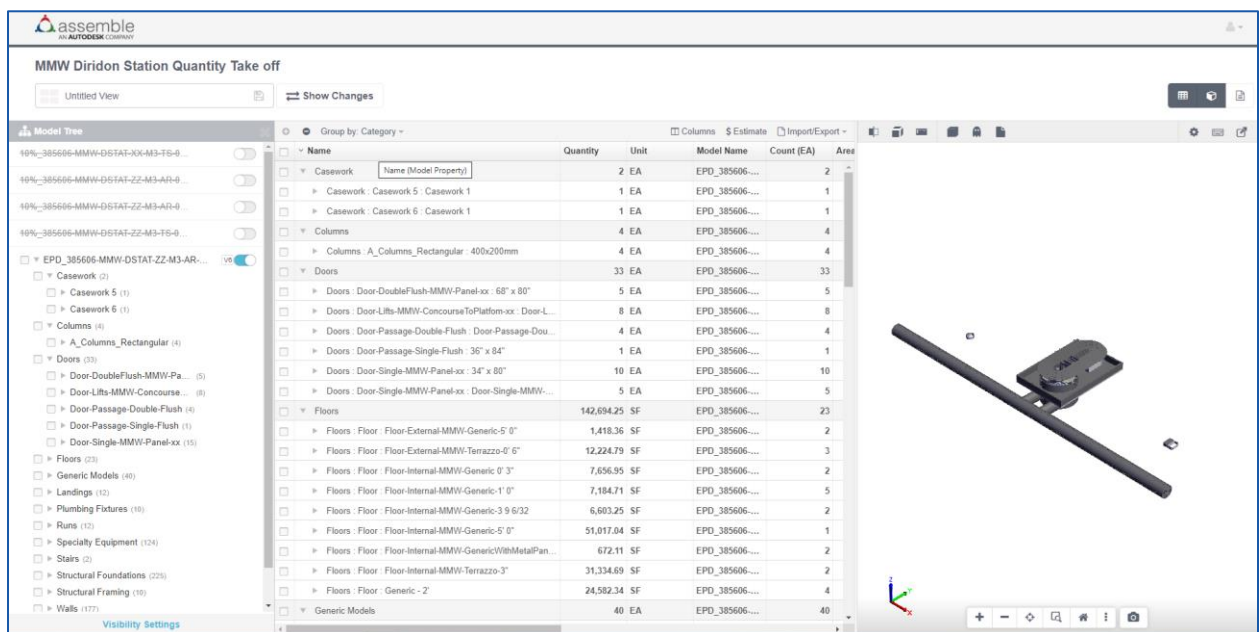 assemble
AN AUTODESK COMPANY
MMW Diridon Station Quantity Take off
Untitled View
Show Changes
Model Tree
10%_385606-MMW-DSTAT-XX-M3-TS-0...
10%_385606-MMW-DSTAT-ZZ-M3-AR-0...
10%_385606-MMW-DSTAT-ZZ-M3-AR-0...
10%_385606-MMW-DSTAT-ZZ-M3-TS-0...
EPD_385606-MMW-DSTAT-ZZ-M3-AR-... V6
Casework (2)
Casework 5 (1)
Casework 6 (1)
Columns (4)
A_Columns_Rectangular (4)
Doors (33)
Door-DoubleFlush-MMW-Pa... (5)
Door-Lifts-MMW-Concourse... (8)
Door-Passage-Double-Flush (4)
Door-Passage-Single-Flush (1)
Door-Single-MMW-Panel-xx (15)
Floors (23)
Generic Models (40)
Landings (12)
Plumbing Fixtures (10)
Runs (12)
Specialty Equipment (124)
Stairs (2)
Structural Foundations (225)
Structural Framing (10)
Walls (177)
Visibility Settings
Group by: Category Columns $ Estimate Import/Export
Name Quantity Unit Model Name Count (EA) Area
Name (Model Property)
Casework 2 EA EPD_385606-... 2
Casework : Casework 5 : Casework 1 1 EA EPD_385606-... 1
Casework : Casework 6 : Casework 1 1 EA EPD_385606-... 1
Columns 4 EA EPD_385606-... 4
Columns : A_Columns_Rectangular : 400x200mm 4 EA EPD_385606-... 4
Doors 33 EA EPD_385606-... 33
Doors : Door-DoubleFlush-MMW-Panel-xx : 68" x 80" 5 EA EPD_385606-... 5
Doors : Door-Lifts-MMW-ConcourseToPlatfom-xx : Door-L... 8 EA EPD_385606-... 8
Doors : Door-Passage-Double-Flush : Door-Passage-Dou... 4 EA EPD_385606-... 4
Doors : Door-Passage-Single-Flush : 36" x 84" 1 EA EPD_385606-... 1
Doors : Door-Single-MMW-Panel-xx : 34" x 80" 10 EA EPD_385606-... 10
Doors : Door-Single-MMW-Panel-xx : Door-Single-MMW-... 5 EA EPD_385606-... 5
Floors 142,694.25 SF EPD_385606-... 23
Floors : Floor : Floor-External-MMW-Generic-5' 0" 1,418.36 SF EPD_385606-... 2
Floors : Floor : Floor-External-MMW-Terrazzo-0' 6" 12,224.79 SF EPD_385606-... 3
Floors : Floor : Floor-Internal-MMW-Generic 0' 3" 7,656.95 SF EPD_385606-... 2
Floors : Floor : Floor-Internal-MMW-Generic-1' 0" 7,184.71 SF EPD_385606-... 5
Floors : Floor : Floor-Internal-MMW-Generic-3 9 6/32 6,603.25 SF EPD_385606-... 2
Floors : Floor : Floor-Internal-MMW-Generic-5' 0" 51,017.04 SF EPD_385606-... 1
Floors : Floor : Floor-Internal-MMW-GenericWithMetalPan... 672.11 SF EPD_385606-... 2
Floors : Floor : Floor-Internal-MMW-Terrazzo-3" 31,334.69 SF EPD_385606-... 2
Floors : Floor : Generic - 2' 24,582.34 SF EPD_385606-... 4
Generic Models 40 EA EPD_385606-... 40
z
y
x